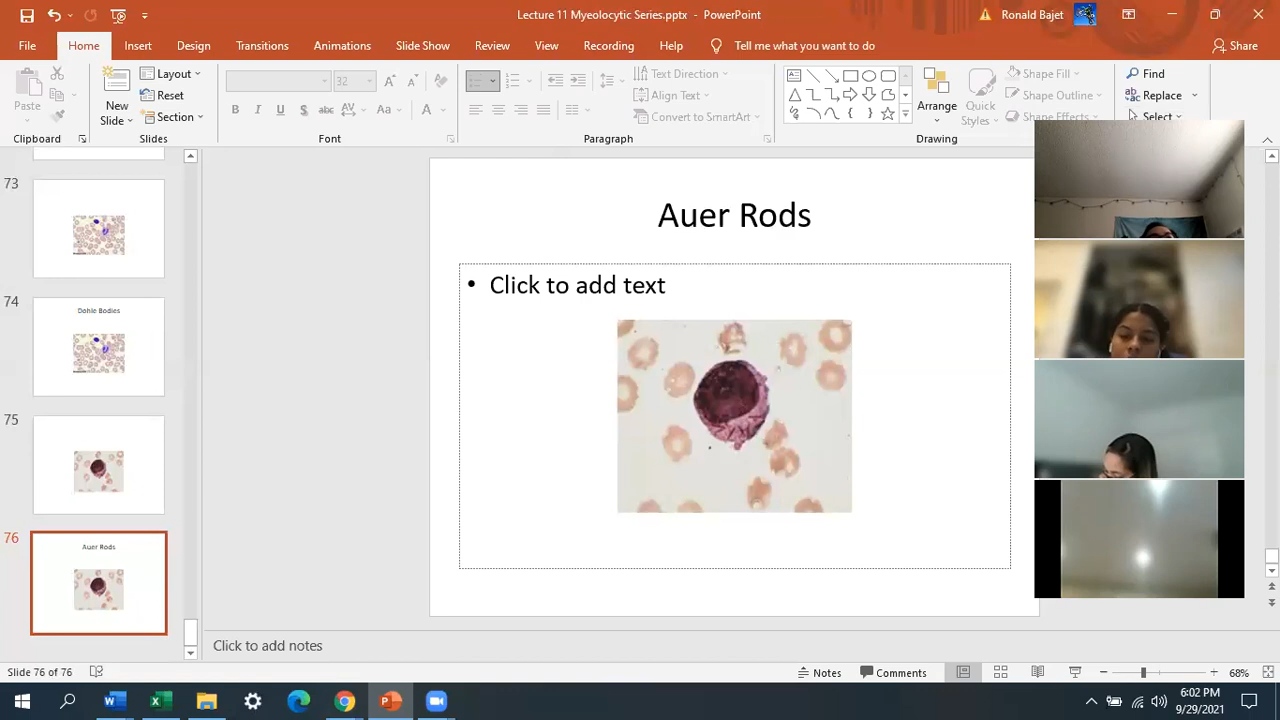 Lecture 11 Myeolocytic Series.pptx - PowerPoint
Ronald Bajet
File Home Insert Design Transitions Animations Slide Show Review View Recording Help Tell me what you want to do Share
Paste
New Slide
Layout
Reset
Section
32
B I U S abc AV Aa A
Text Direction
Align Text
Convert to SmartArt
Arrange
Quick Styles
Shape Fill
Shape Outline
Shape Effects
Find
Replace
Select
Clipboard Slides Font Paragraph Drawing
73
74
Dohle Bodies
75
76
Auer Rods
Auer Rods
• Click to add text
Click to add notes
Slide 76 of 76 Notes Comments 68%
6:02 PM
9/29/2021